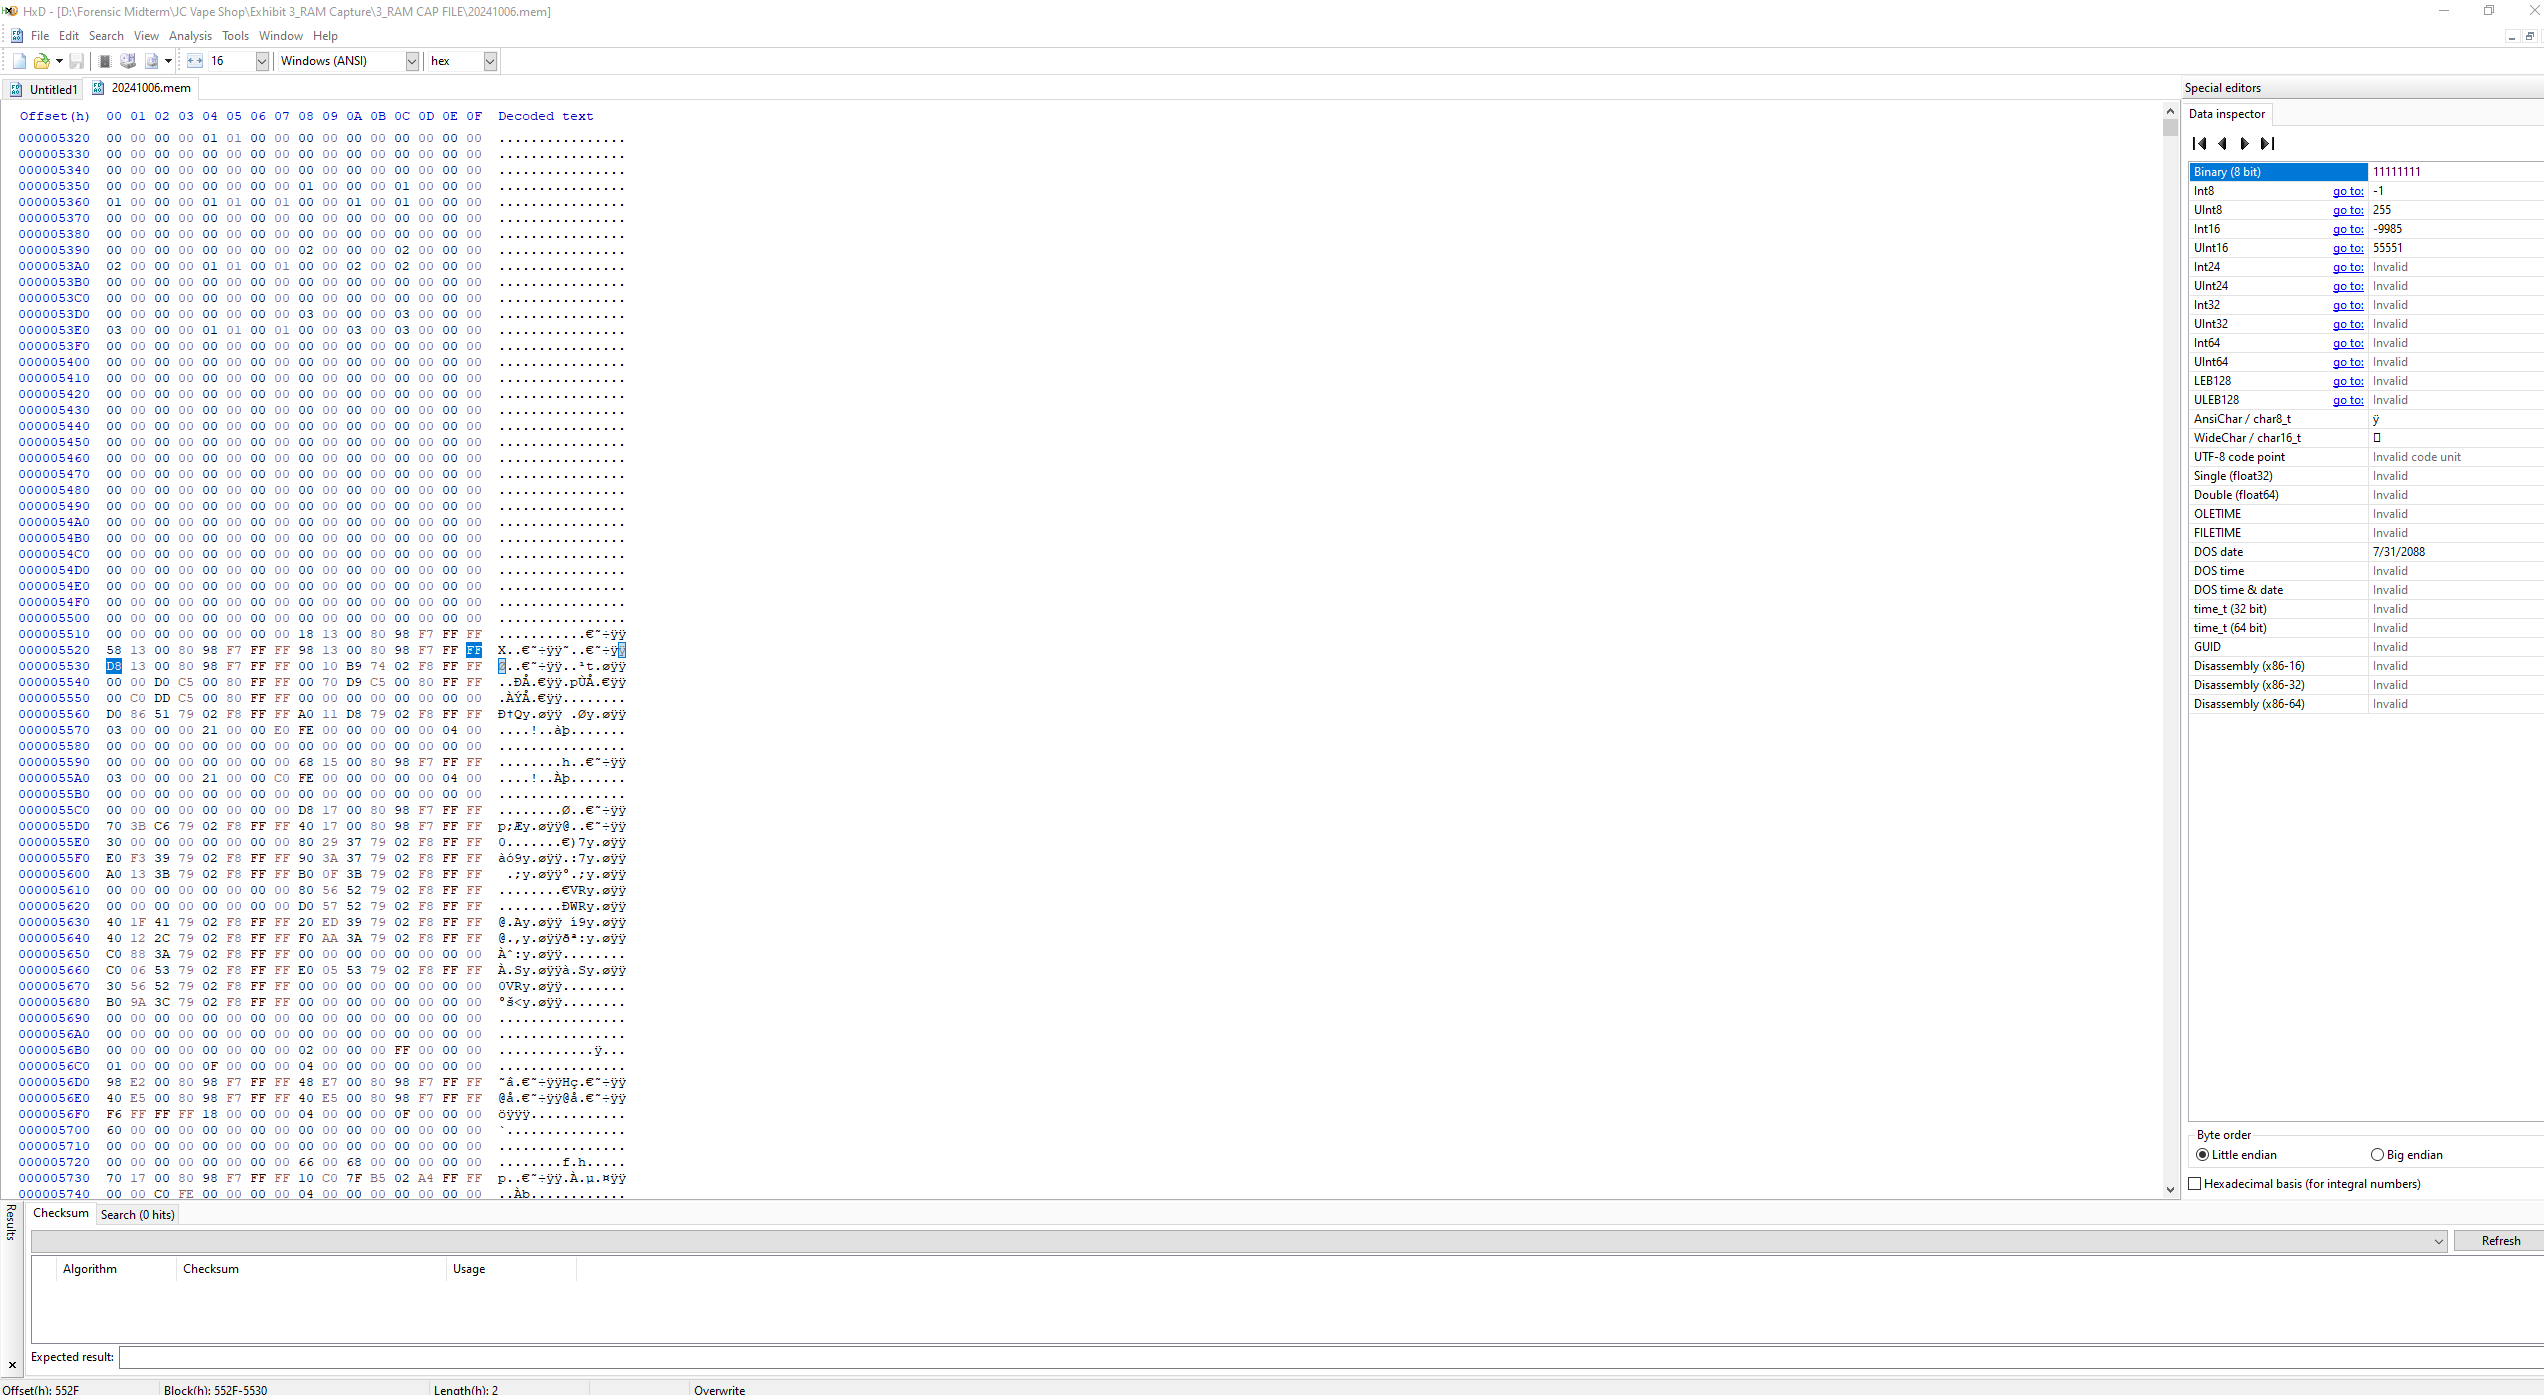 HxD - [D:\Forensic Midterm\JC Vape Shop\Exhibit 3_RAM Capture\3_RAM CAP FILE\20241006.mem]
File Edit Search View Analysis Tools Window Help
16 Windows (ANSI) hex
Untitled1 20241006.mem
Offset(h) 00 01 02 03 04 05 06 07 08 09 0A 0B 0C 0D 0E 0F Decoded text
000005320 00 00 00 00 01 01 00 00 00 00 00 00 00 00 00 00 ................
000005330 00 00 00 00 00 00 00 00 00 00 00 00 00 00 00 00 ................
000005340 00 00 00 00 00 00 00 00 00 00 00 00 00 00 00 00 ................
000005350 00 00 00 00 00 00 00 00 01 00 00 00 01 00 00 00 ................
000005360 01 00 00 00 01 01 00 01 00 00 01 00 01 00 00 00 ................
000005370 00 00 00 00 00 00 00 00 00 00 00 00 00 00 00 00 ................
000005380 00 00 00 00 00 00 00 00 00 00 00 00 00 00 00 00 ................
000005390 00 00 00 00 00 00 00 00 02 00 00 00 02 00 00 00 ................
0000053A0 02 00 00 00 01 01 00 01 00 00 02 00 02 00 00 00 ................
0000053B0 00 00 00 00 00 00 00 00 00 00 00 00 00 00 00 00 ................
0000053C0 00 00 00 00 00 00 00 00 00 00 00 00 00 00 00 00 ................
0000053D0 00 00 00 00 00 00 00 00 03 00 00 00 03 00 00 00 ................
0000053E0 03 00 00 00 01 01 00 01 00 00 03 00 03 00 00 00 ................
0000053F0 00 00 00 00 00 00 00 00 00 00 00 00 00 00 00 00 ................
000005400 00 00 00 00 00 00 00 00 00 00 00 00 00 00 00 00 ................
000005410 00 00 00 00 00 00 00 00 00 00 00 00 00 00 00 00 ................
000005420 00 00 00 00 00 00 00 00 00 00 00 00 00 00 00 00 ................
000005430 00 00 00 00 00 00 00 00 00 00 00 00 00 00 00 00 ................
000005440 00 00 00 00 00 00 00 00 00 00 00 00 00 00 00 00 ................
000005450 00 00 00 00 00 00 00 00 00 00 00 00 00 00 00 00 ................
000005460 00 00 00 00 00 00 00 00 00 00 00 00 00 00 00 00 ................
000005470 00 00 00 00 00 00 00 00 00 00 00 00 00 00 00 00 ................
000005480 00 00 00 00 00 00 00 00 00 00 00 00 00 00 00 00 ................
000005490 00 00 00 00 00 00 00 00 00 00 00 00 00 00 00 00 ................
0000054A0 00 00 00 00 00 00 00 00 00 00 00 00 00 00 00 00 ................
0000054B0 00 00 00 00 00 00 00 00 00 00 00 00 00 00 00 00 ................
0000054C0 00 00 00 00 00 00 00 00 00 00 00 00 00 00 00 00 ................
0000054D0 00 00 00 00 00 00 00 00 00 00 00 00 00 00 00 00 ................
0000054E0 00 00 00 00 00 00 00 00 00 00 00 00 00 00 00 00 ................
0000054F0 00 00 00 00 00 00 00 00 00 00 00 00 00 00 00 00 ................
000005500 00 00 00 00 00 00 00 00 00 00 00 00 00 00 00 00 ................
000005510 00 00 00 00 00 00 00 00 18 13 00 80 98 F7 FF FF ...........€˜÷ÿÿ
000005520 58 13 00 80 98 F7 FF FF 98 13 00 80 98 F7 FF FF X..€˜÷ÿÿ˜..€˜÷ÿÿ
000005530 D8 13 00 80 98 F7 FF FF 00 10 B9 74 02 F8 FF FF Ø..€˜÷ÿÿ..¹t.øÿÿ
000005540 00 00 D0 C5 00 80 FF FF 00 70 D9 C5 00 80 FF FF ..ÐÅ.€ÿÿ.pÙÅ.€ÿÿ
000005550 00 C0 DD C5 00 80 FF FF 00 00 00 00 00 00 00 00 .ÀÝÅ.€ÿÿ........
000005560 D0 86 51 79 02 F8 FF FF A0 11 D8 79 02 F8 FF FF Ð†Qy.øÿÿ .Øy.øÿÿ
000005570 03 00 00 00 21 00 00 E0 FE 00 00 00 00 00 04 00 ....!..àþ.......
000005580 00 00 00 00 00 00 00 00 00 00 00 00 00 00 00 00 ................
000005590 00 00 00 00 00 00 00 00 68 15 00 80 98 F7 FF FF ........h..€˜÷ÿÿ
0000055A0 03 00 00 00 21 00 00 C0 FE 00 00 00 00 00 04 00 ....!..Àþ.......
0000055B0 00 00 00 00 00 00 00 00 00 00 00 00 00 00 00 00 ................
0000055C0 00 00 00 00 00 00 00 00 D8 17 00 80 98 F7 FF FF ........Ø..€˜÷ÿÿ
0000055D0 70 3B C6 79 02 F8 FF FF 40 17 00 80 98 F7 FF FF p;Æy.øÿÿ@..€˜÷ÿÿ
0000055E0 30 00 00 00 00 00 00 00 80 29 37 79 02 F8 FF FF 0.......€)7y.øÿÿ
0000055F0 E0 F3 39 79 02 F8 FF FF 90 3A 37 79 02 F8 FF FF àó9y.øÿÿ.:7y.øÿÿ
000005600 A0 13 3B 79 02 F8 FF FF B0 0F 3B 79 02 F8 FF FF  .;y.øÿÿ°.;y.øÿÿ
000005610 00 00 00 00 00 00 00 00 80 56 52 79 02 F8 FF FF ........€VRy.øÿÿ
000005620 00 00 00 00 00 00 00 00 D0 57 52 79 02 F8 FF FF ........ÐWRy.øÿÿ
000005630 40 1F 41 79 02 F8 FF FF 20 ED 39 79 02 F8 FF FF @.Ay.øÿÿ í9y.øÿÿ
000005640 40 12 2C 79 02 F8 FF FF F0 AA 3A 79 02 F8 FF FF @.,y.øÿÿðª:y.øÿÿ
000005650 C0 88 3A 79 02 F8 FF FF 00 00 00 00 00 00 00 00 Àˆ:y.øÿÿ........
000005660 C0 06 53 79 02 F8 FF FF E0 05 53 79 02 F8 FF FF À.Sy.øÿÿà.Sy.øÿÿ
000005670 30 56 52 79 02 F8 FF FF 00 00 00 00 00 00 00 00 0VRy.øÿÿ........
000005680 B0 9A 3C 79 02 F8 FF FF 00 00 00 00 00 00 00 00 °š<y.øÿÿ........
000005690 00 00 00 00 00 00 00 00 00 00 00 00 00 00 00 00 ................
0000056A0 00 00 00 00 00 00 00 00 00 00 00 00 00 00 00 00 ................
0000056B0 00 00 00 00 00 00 00 00 02 00 00 00 FF 00 00 00 ............ÿ...
0000056C0 01 00 00 00 0F 00 00 00 04 00 00 00 00 00 00 00 ................
0000056D0 98 E2 00 80 98 F7 FF FF 48 E7 00 80 98 F7 FF FF ˜â.€˜÷ÿÿHç.€˜÷ÿÿ
0000056E0 40 E5 00 80 98 F7 FF FF 40 E5 00 80 98 F7 FF FF @å.€˜÷ÿÿ@å.€˜÷ÿÿ
0000056F0 F6 FF FF FF 18 00 00 00 04 00 00 00 0F 00 00 00 öÿÿÿ............
000005700 60 00 00 00 00 00 00 00 00 00 00 00 00 00 00 00 `...............
000005710 00 00 00 00 00 00 00 00 00 00 00 00 00 00 00 00 ................
000005720 00 00 00 00 00 00 00 00 66 00 68 00 00 00 00 00 ........f.h.....
000005730 70 17 00 80 98 F7 FF FF 10 C0 7F B5 02 A4 FF FF p..€˜÷ÿÿ.À.µ.¤ÿÿ
000005740 00 00 C0 FE 00 00 00 00 04 00 00 00 00 00 00 00 ..Àþ............
Special editors
Data inspector
Binary (8 bit) 11111111
Int8 go to: -1
UInt8 go to: 255
Int16 go to: -9985
UInt16 go to: 55551
Int24 go to: Invalid
UInt24 go to: Invalid
Int32 go to: Invalid
UInt32 go to: Invalid
Int64 go to: Invalid
UInt64 go to: Invalid
LEB128 go to: Invalid
ULEB128 go to: Invalid
AnsiChar / char8_t ÿ
WideChar / char16_t
UTF-8 code point Invalid code unit
Single (float32) Invalid
Double (float64) Invalid
OLETIME Invalid
FILETIME Invalid
DOS date 7/31/2088
DOS time Invalid
DOS time & date Invalid
time_t (32 bit) Invalid
time_t (64 bit) Invalid
GUID Invalid
Disassembly (x86-16) Invalid
Disassembly (x86-32) Invalid
Disassembly (x86-64) Invalid
Byte order
Little endian Big endian
Hexadecimal basis (for integral numbers)
Results
Checksum Search (0 hits)
Refresh
Algorithm Checksum Usage
Expected result:
Offset(h): 552F Block(h): 552F-5530 Length(h): 2 Overwrite